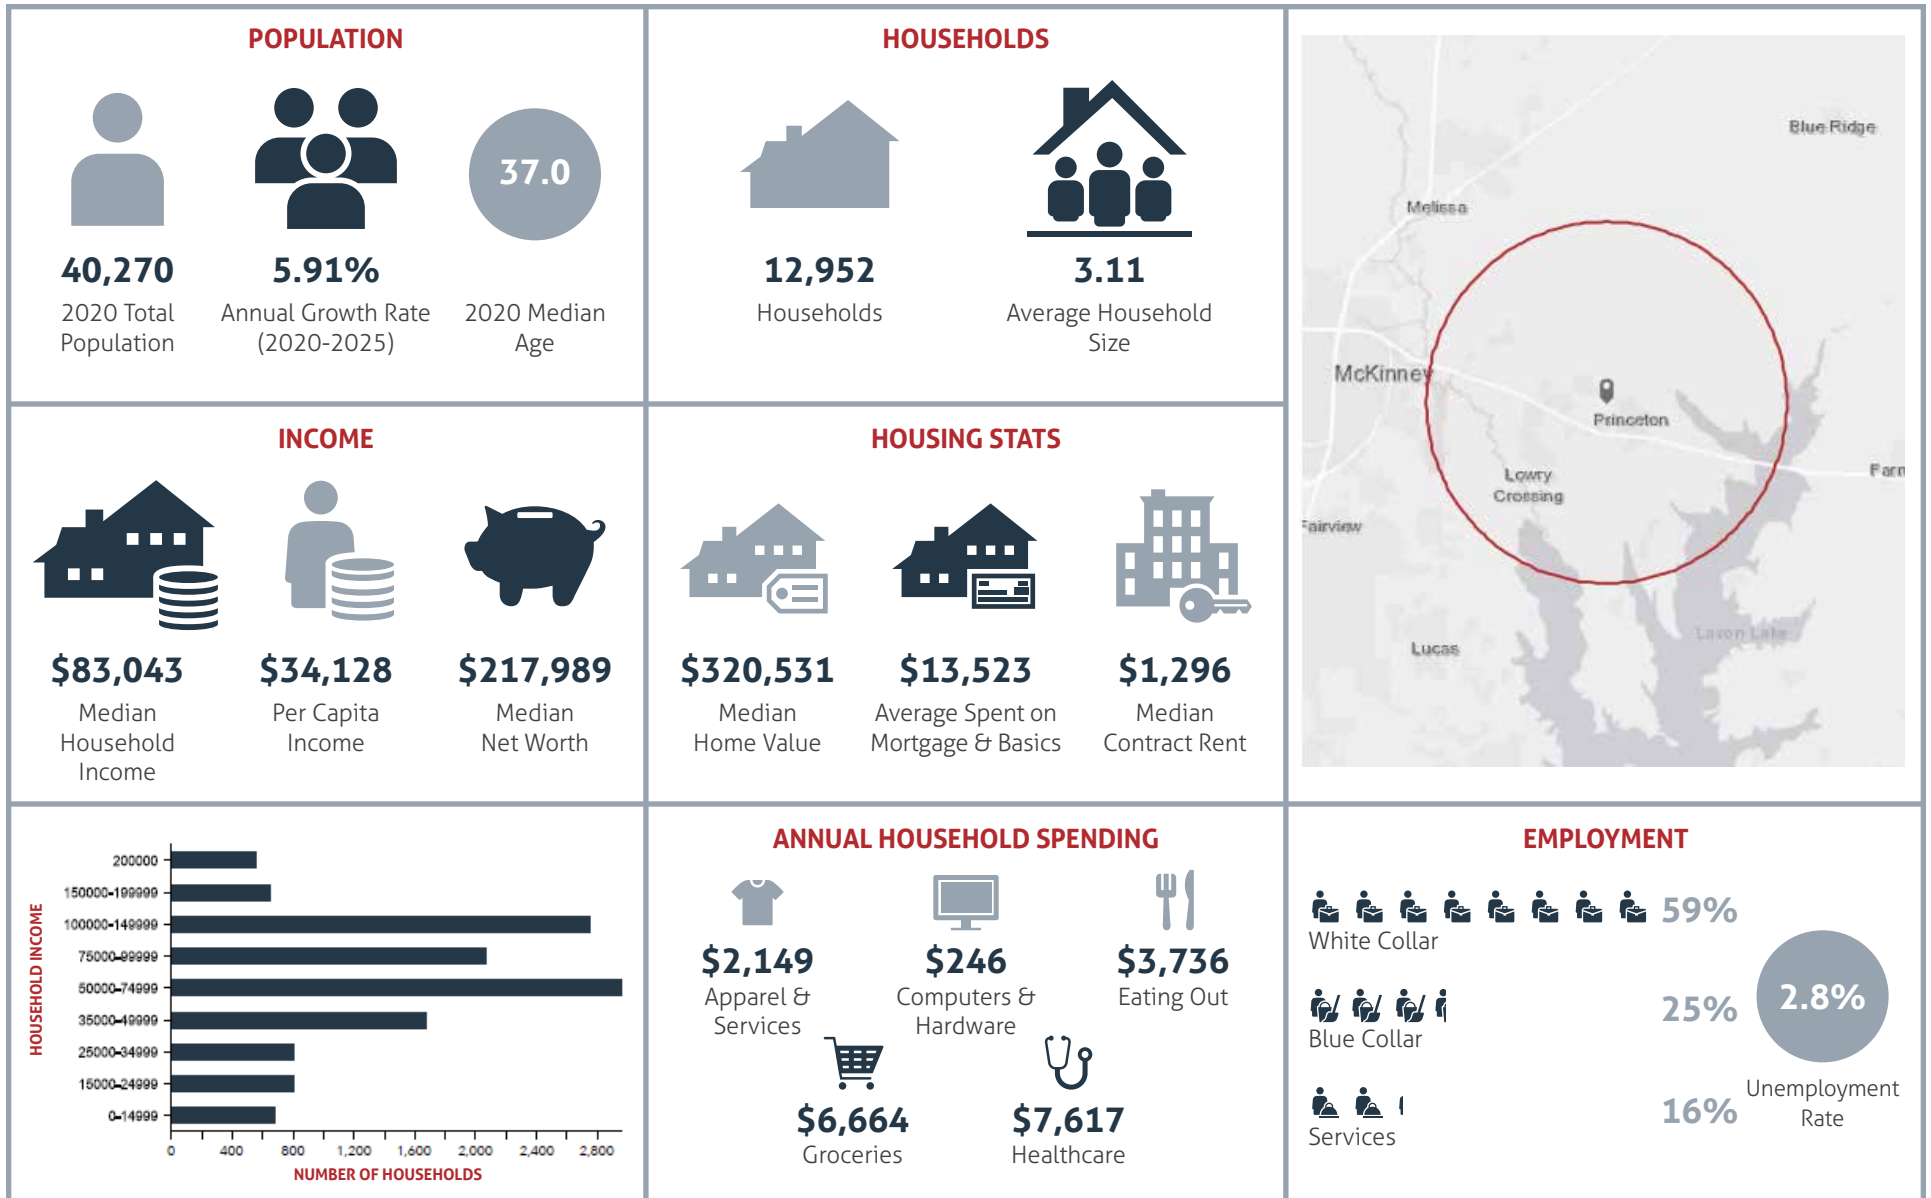 POPULATION
37.0
40,270
2020 Total
Population
5.91%
Annual Growth Rate
(2020-2025)
2020 Median
Age
HOUSEHOLDS
12,952
Households
3.11
Average Household
Size
Blue Ridge
Melissa
McKinney
Princeton
Lowry
Crossing
Farm
Fairview
Lavon Lake
Lucas
INCOME
$83,043
Median
Household
Income
$34,128
Per Capita
Income
$217,989
Median
Net Worth
HOUSING STATS
$320,531
Median
Home Value
$13,523
Average Spent on
Mortgage & Basics
$1,296
Median
Contract Rent
HOUSEHOLD INCOME
200000
150000-199999
100000-149999
75000-99999
50000-74999
35000-49999
25000-34999
15000-24999
0-14999
0 400 800 1,200 1,600 2,000 2,400 2,800
NUMBER OF HOUSEHOLDS
ANNUAL HOUSEHOLD SPENDING
$2,149
Apparel &
Services
$246
Computers &
Hardware
$3,736
Eating Out
$6,664
Groceries
$7,617
Healthcare
EMPLOYMENT
59%
White Collar
25%
Blue Collar
16%
Services
2.8%
Unemployment
Rate